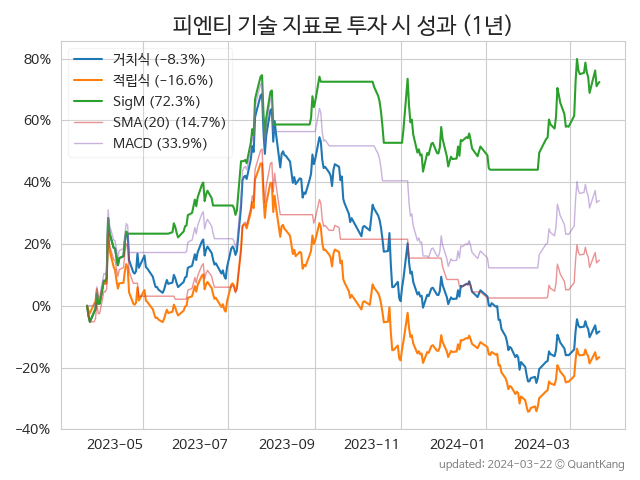 피엔티 기술 지표로 투자 시 성과 (1년)
거치식 (−8.3%)
적립식 (−16.6%)
SigM (72.3%)
SMA(20) (14.7%)
MACD (33.9%)
80%
60%
40%
20%
0%
−20%
−40%
2023−05 2023−07 2023−09 2023−11 2024−01 2024−03
updated: 2024-03-22 © QuantKang